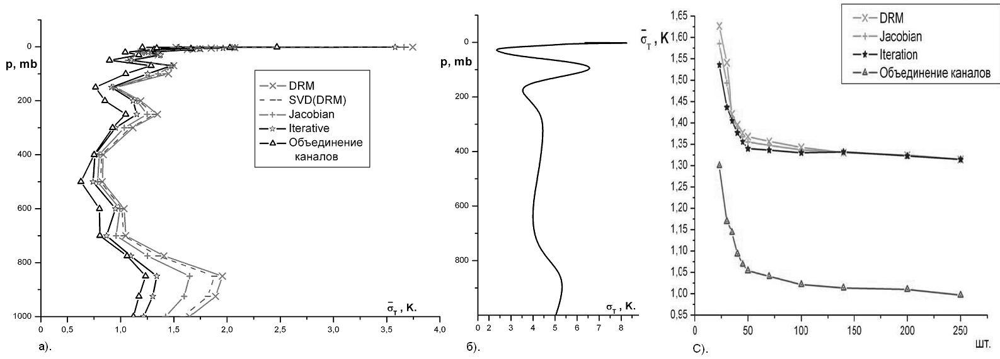 0
200
400
600
800
1000
p, mb
DRM
SVD(DRM)
Jacobian
Iterative
Объединение
каналов
σ̄T , K.
0
0,5
1,0
1,5
2,0
2,5
3,0
3,5
4,0
а).
0
200
400
600
800
p, mb
σT , K.
0 2
3
4
5
6
7
8
б).
σ̄T , K
1,65
1,60
1,55
1,50
1,45
1,40
1,35
1,30
1,25
1,20
1,15
1,10
1,05
1,00
0,95
DRM
Jacobian
Iteration
Объединение каналов
0
50
100
150
200
250
шт.
С).